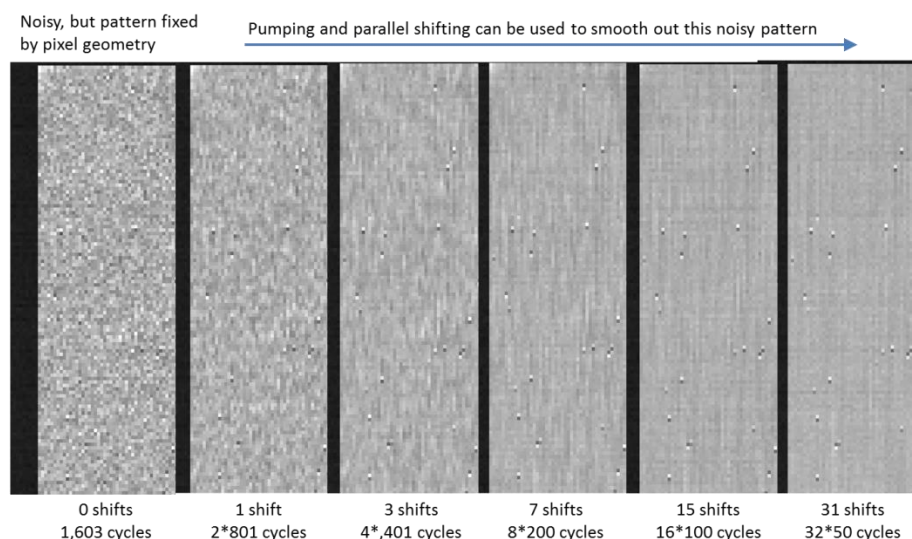 Noisy, but pattern fixed
by pixel geometry
Pumping and parallel shifting can be used to smooth out this noisy pattern
0 shifts
1,603 cycles
1 shift
2*801 cycles
3 shifts
4*,401 cycles
7 shifts
8*200 cycles
15 shifts
16*100 cycles
31 shifts
32*50 cycles